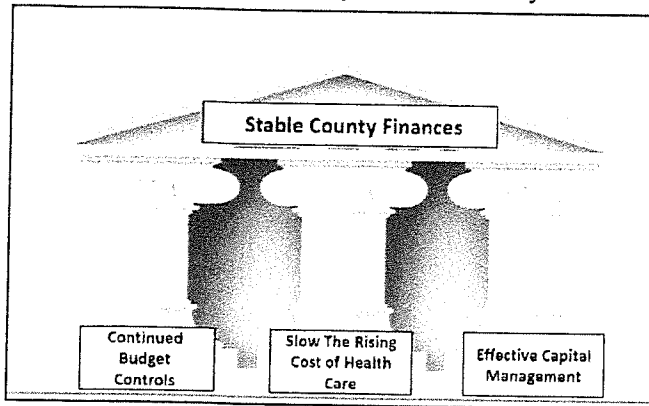 Stable County Finances
Continued
Budget
Controls
Slow The Rising
Cost of Health
Care
Effective Capital
Management